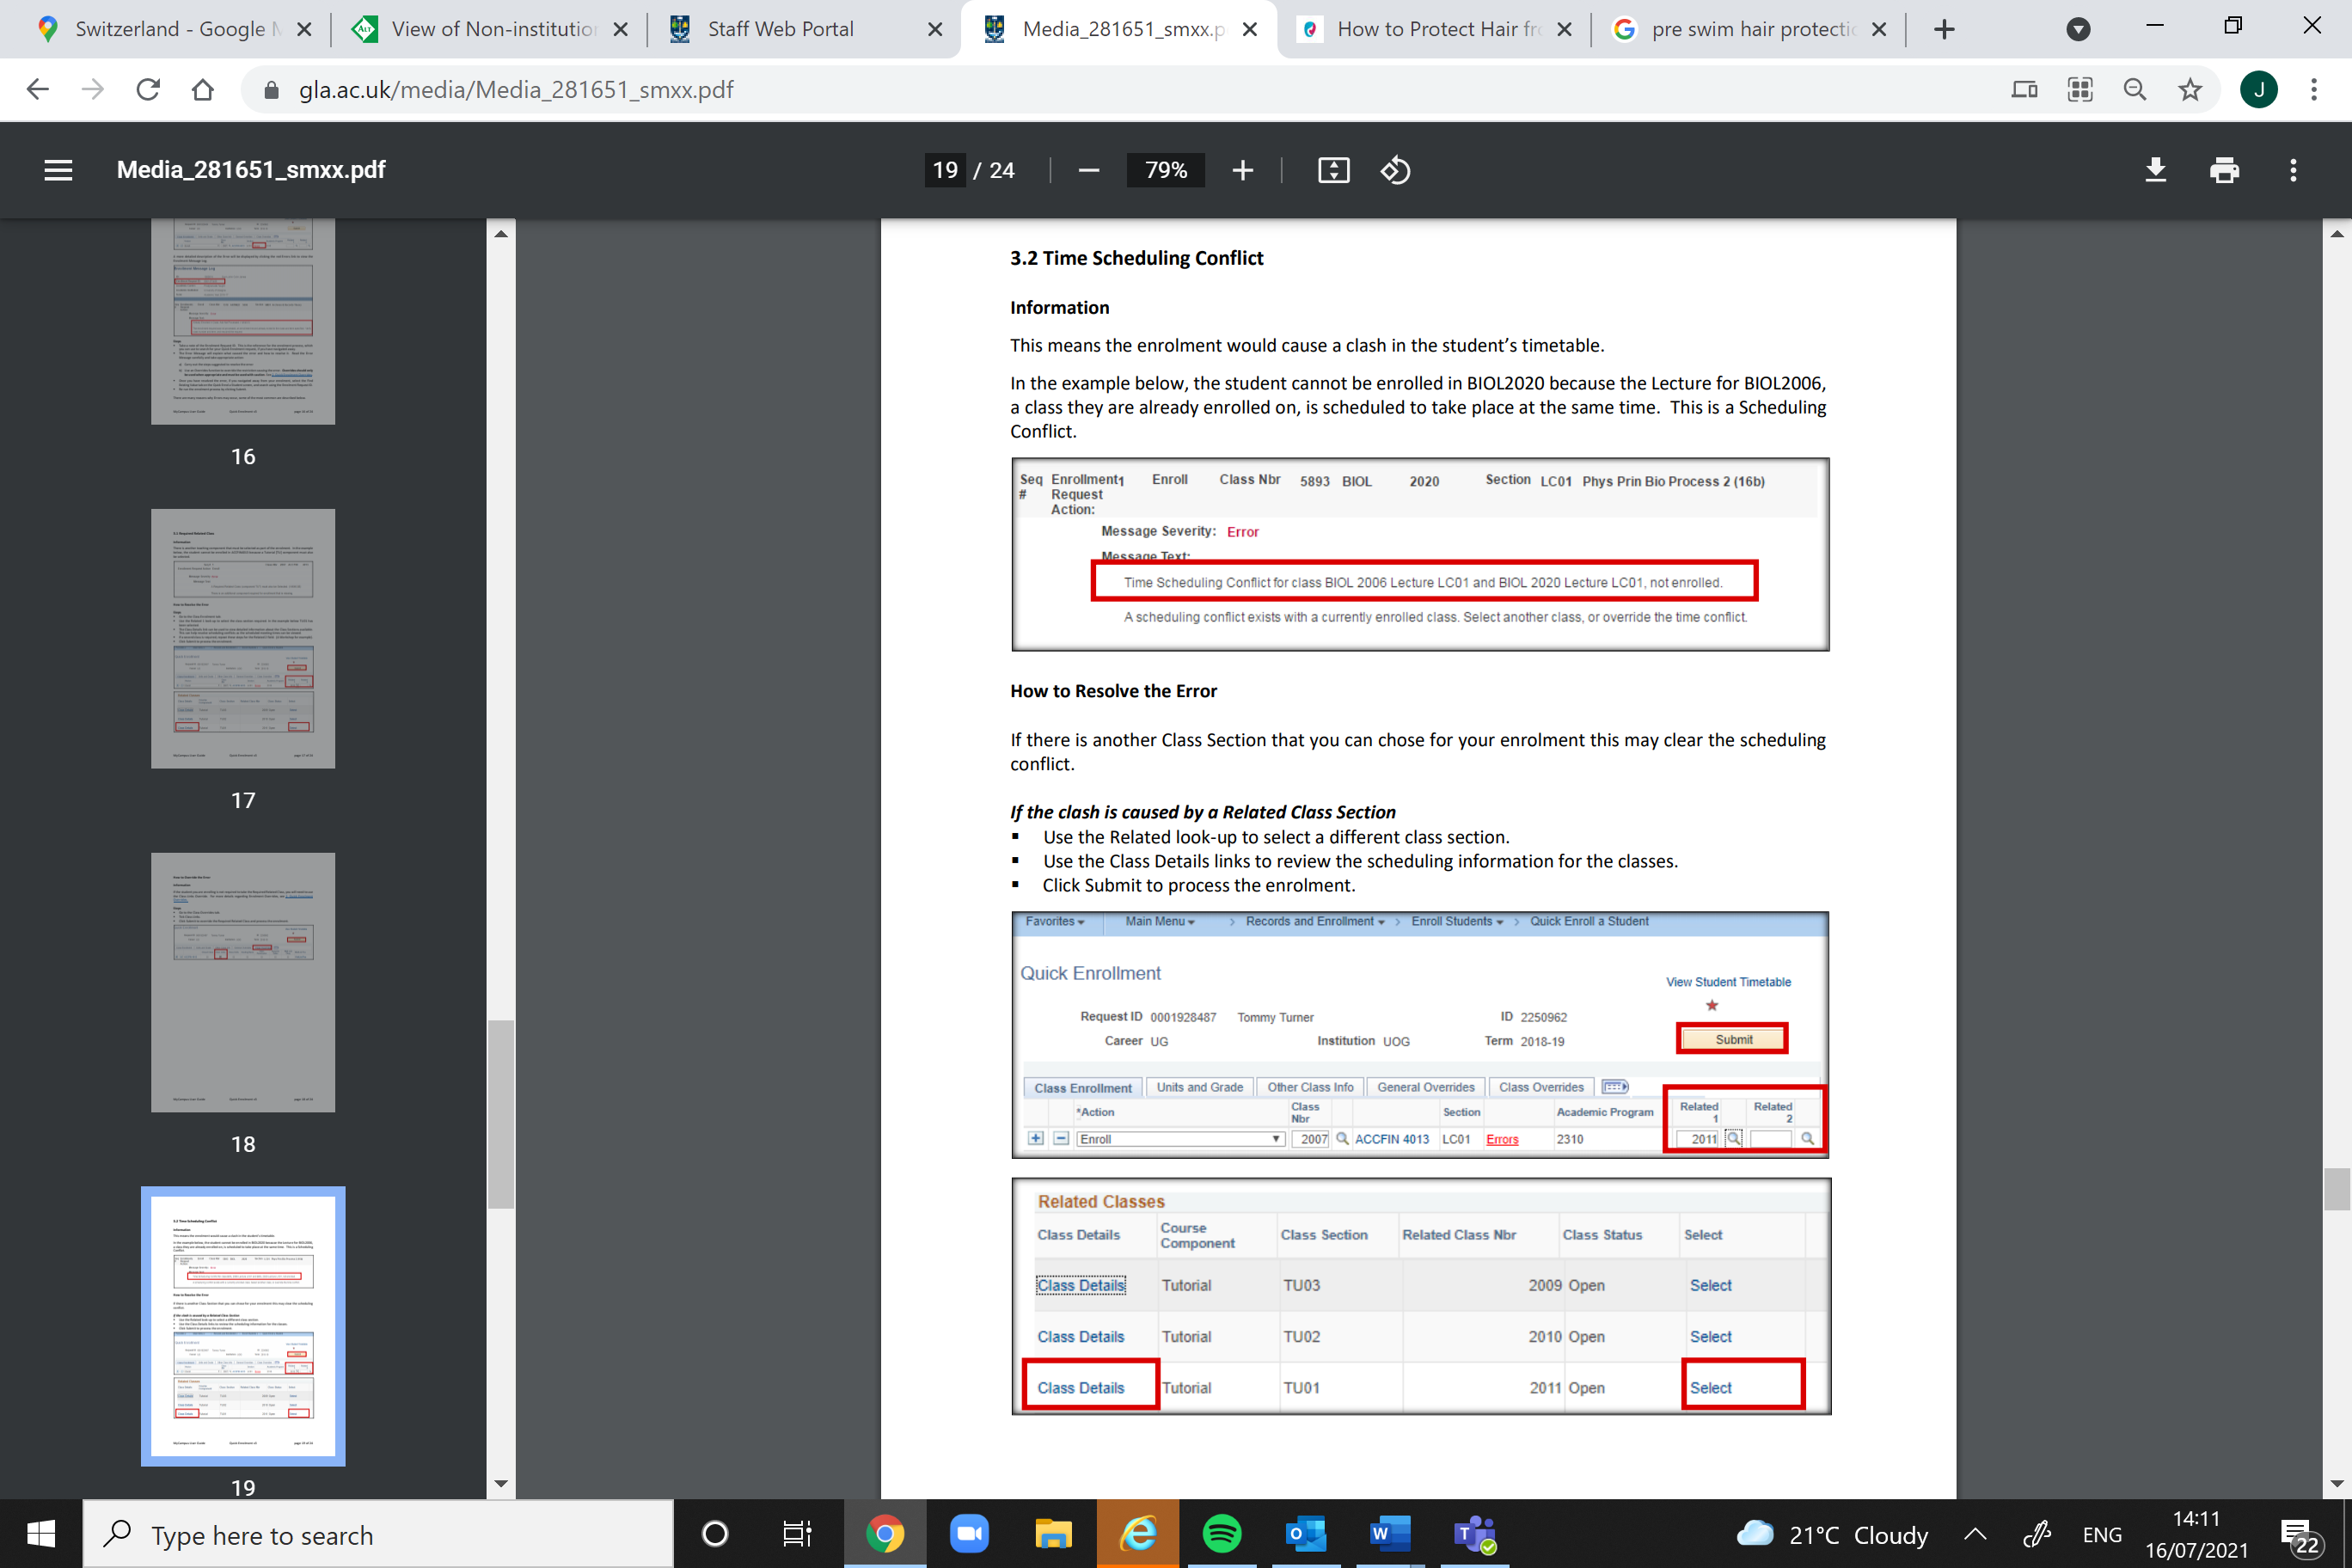 Switzerland - Google M
View of Non-institution
Staff Web Portal
Media_281651_smxx.p
How to Protect Hair fr
pre swim hair protectio
gla.ac.uk/media/Media_281651_smxx.pdf
J
Media_281651_smxx.pdf
19 / 24
79%
16
17
18
19
3.2 Time Scheduling Conflict
Information
This means the enrolment would cause a clash in the student's timetable.
In the example below, the student cannot be enrolled in BIOL2020 because the Lecture for BIOL2006,
a class they are already enrolled on, is scheduled to take place at the same time. This is a Scheduling
Conflict.
Seq Enrollment1 Enroll Class Nbr 5893 BIOL 2020 Section LC01 Phys Prin Bio Process 2 (16b)
# Request
Action:
Message Severity: Error
Message Text:
Time Scheduling Conflict for class BIOL 2006 Lecture LC01 and BIOL 2020 Lecture LC01, not enrolled.
A scheduling conflict exists with a currently enrolled class. Select another class, or override the time conflict.
How to Resolve the Error
If there is another Class Section that you can chose for your enrolment this may clear the scheduling
conflict.
If the clash is caused by a Related Class Section
▪ Use the Related look-up to select a different class section.
▪ Use the Class Details links to review the scheduling information for the classes.
▪ Click Submit to process the enrolment.
Favorites Main Menu > Records and Enrollment > Enroll Students > Quick Enroll a Student
Quick Enrollment
View Student Timetable
Request ID 0001928487 Tommy Turner ID 2250962
Career UG Institution UOG Term 2018-19
Submit
Class Enrollment Units and Grade Other Class Info General Overrides Class Overrides
*Action Class Nbr Section Academic Program Related 1 Related 2
Enroll 2007 ACCFIN 4013 LC01 Errors 2310 2011
Related Classes
Class Details Course Component Class Section Related Class Nbr Class Status Select
Class Details Tutorial TU03 2009 Open Select
Class Details Tutorial TU02 2010 Open Select
Class Details Tutorial TU01 2011 Open Select
Type here to search
21°C Cloudy
ENG
14:11
16/07/2021
22